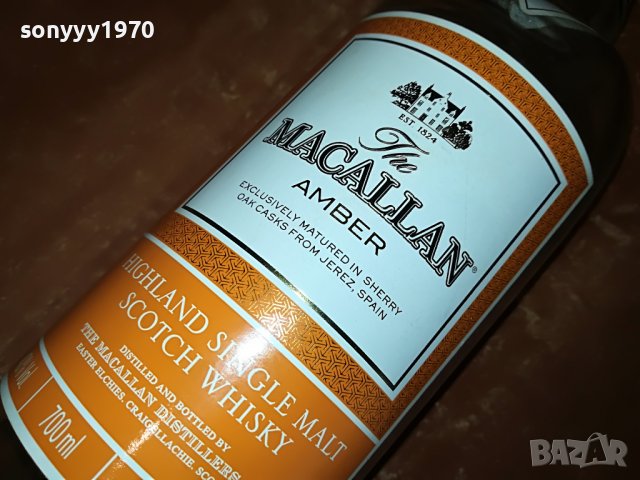 sonyyy1970
EST. 1824
The
MACALLAN®
AMBER
EXCLUSIVELY MATURED IN SHERRY
OAK CASKS FROM JEREZ, SPAIN
HIGHLAND SINGLE MALT
SCOTCH WHISKY
DISTILLED AND BOTTLED BY
THE MACALLAN DISTILLERS
EASTER ELCHIES, CRAIGELLACHIE, SCO
700ml
BAZAR